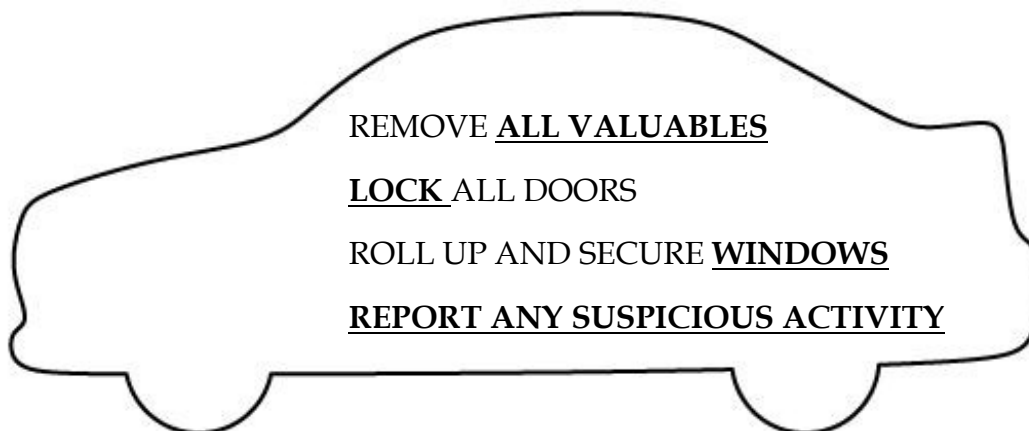 REMOVE ALL VALUABLES
LOCK ALL DOORS
ROLL UP AND SECURE WINDOWS
REPORT ANY SUSPICIOUS ACTIVITY